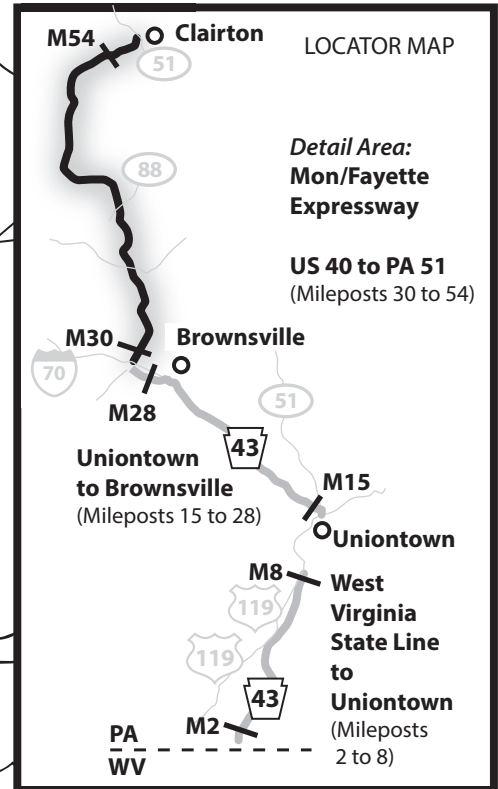 M54
Clairton
LOCATOR MAP
51
Detail Area:
Mon/Fayette
Expressway
88
US 40 to PA 51
(Mileposts 30 to 54)
M30
Brownsville
70
M28
51
43
Uniontown
to Brownsville
(Mileposts 15 to 28)
M15
Uniontown
M8
West
Virginia
State Line
to
Uniontown
(Mileposts
2 to 8)
119
119
43
M2
PA
WV